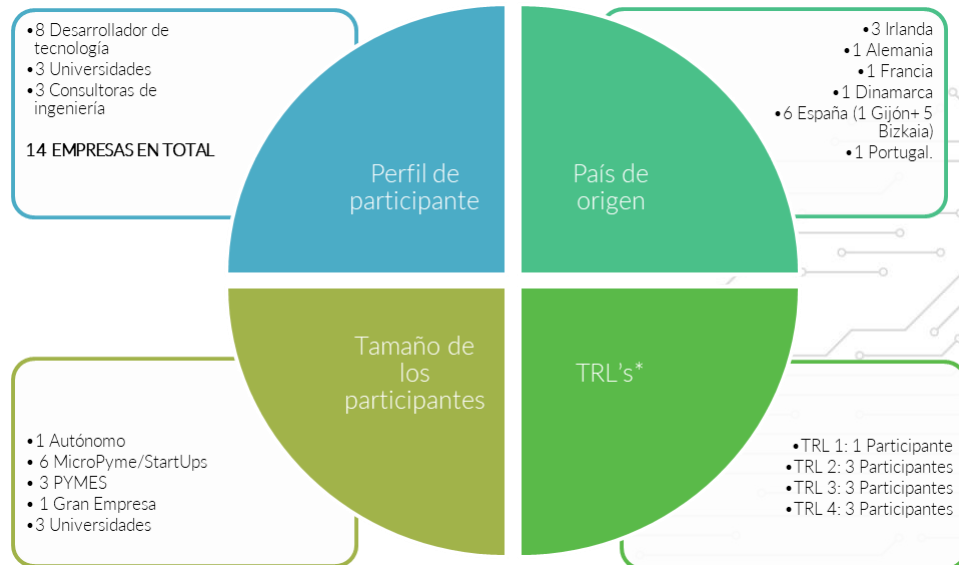 •8 Desarrollador de
tecnología
•3 Universidades
•3 Consultoras de
ingeniería
14 EMPRESAS EN TOTAL
Perfil de
participante
País de
origen
•3 Irlanda
•1 Alemania
•1 Francia
•1 Dinamarca
•6 España (1 Gijón+ 5
Bizkaia)
•1 Portugal.
Tamaño de
los
participantes
TRL's*
•1 Autónomo
• 6 MicroPyme/StartUps
•3 PYMES
• 1 Gran Empresa
•3 Universidades
•TRL 1: 1 Participante
•TRL 2: 3 Participantes
•TRL 3: 3 Participantes
•TRL 4: 3 Participantes